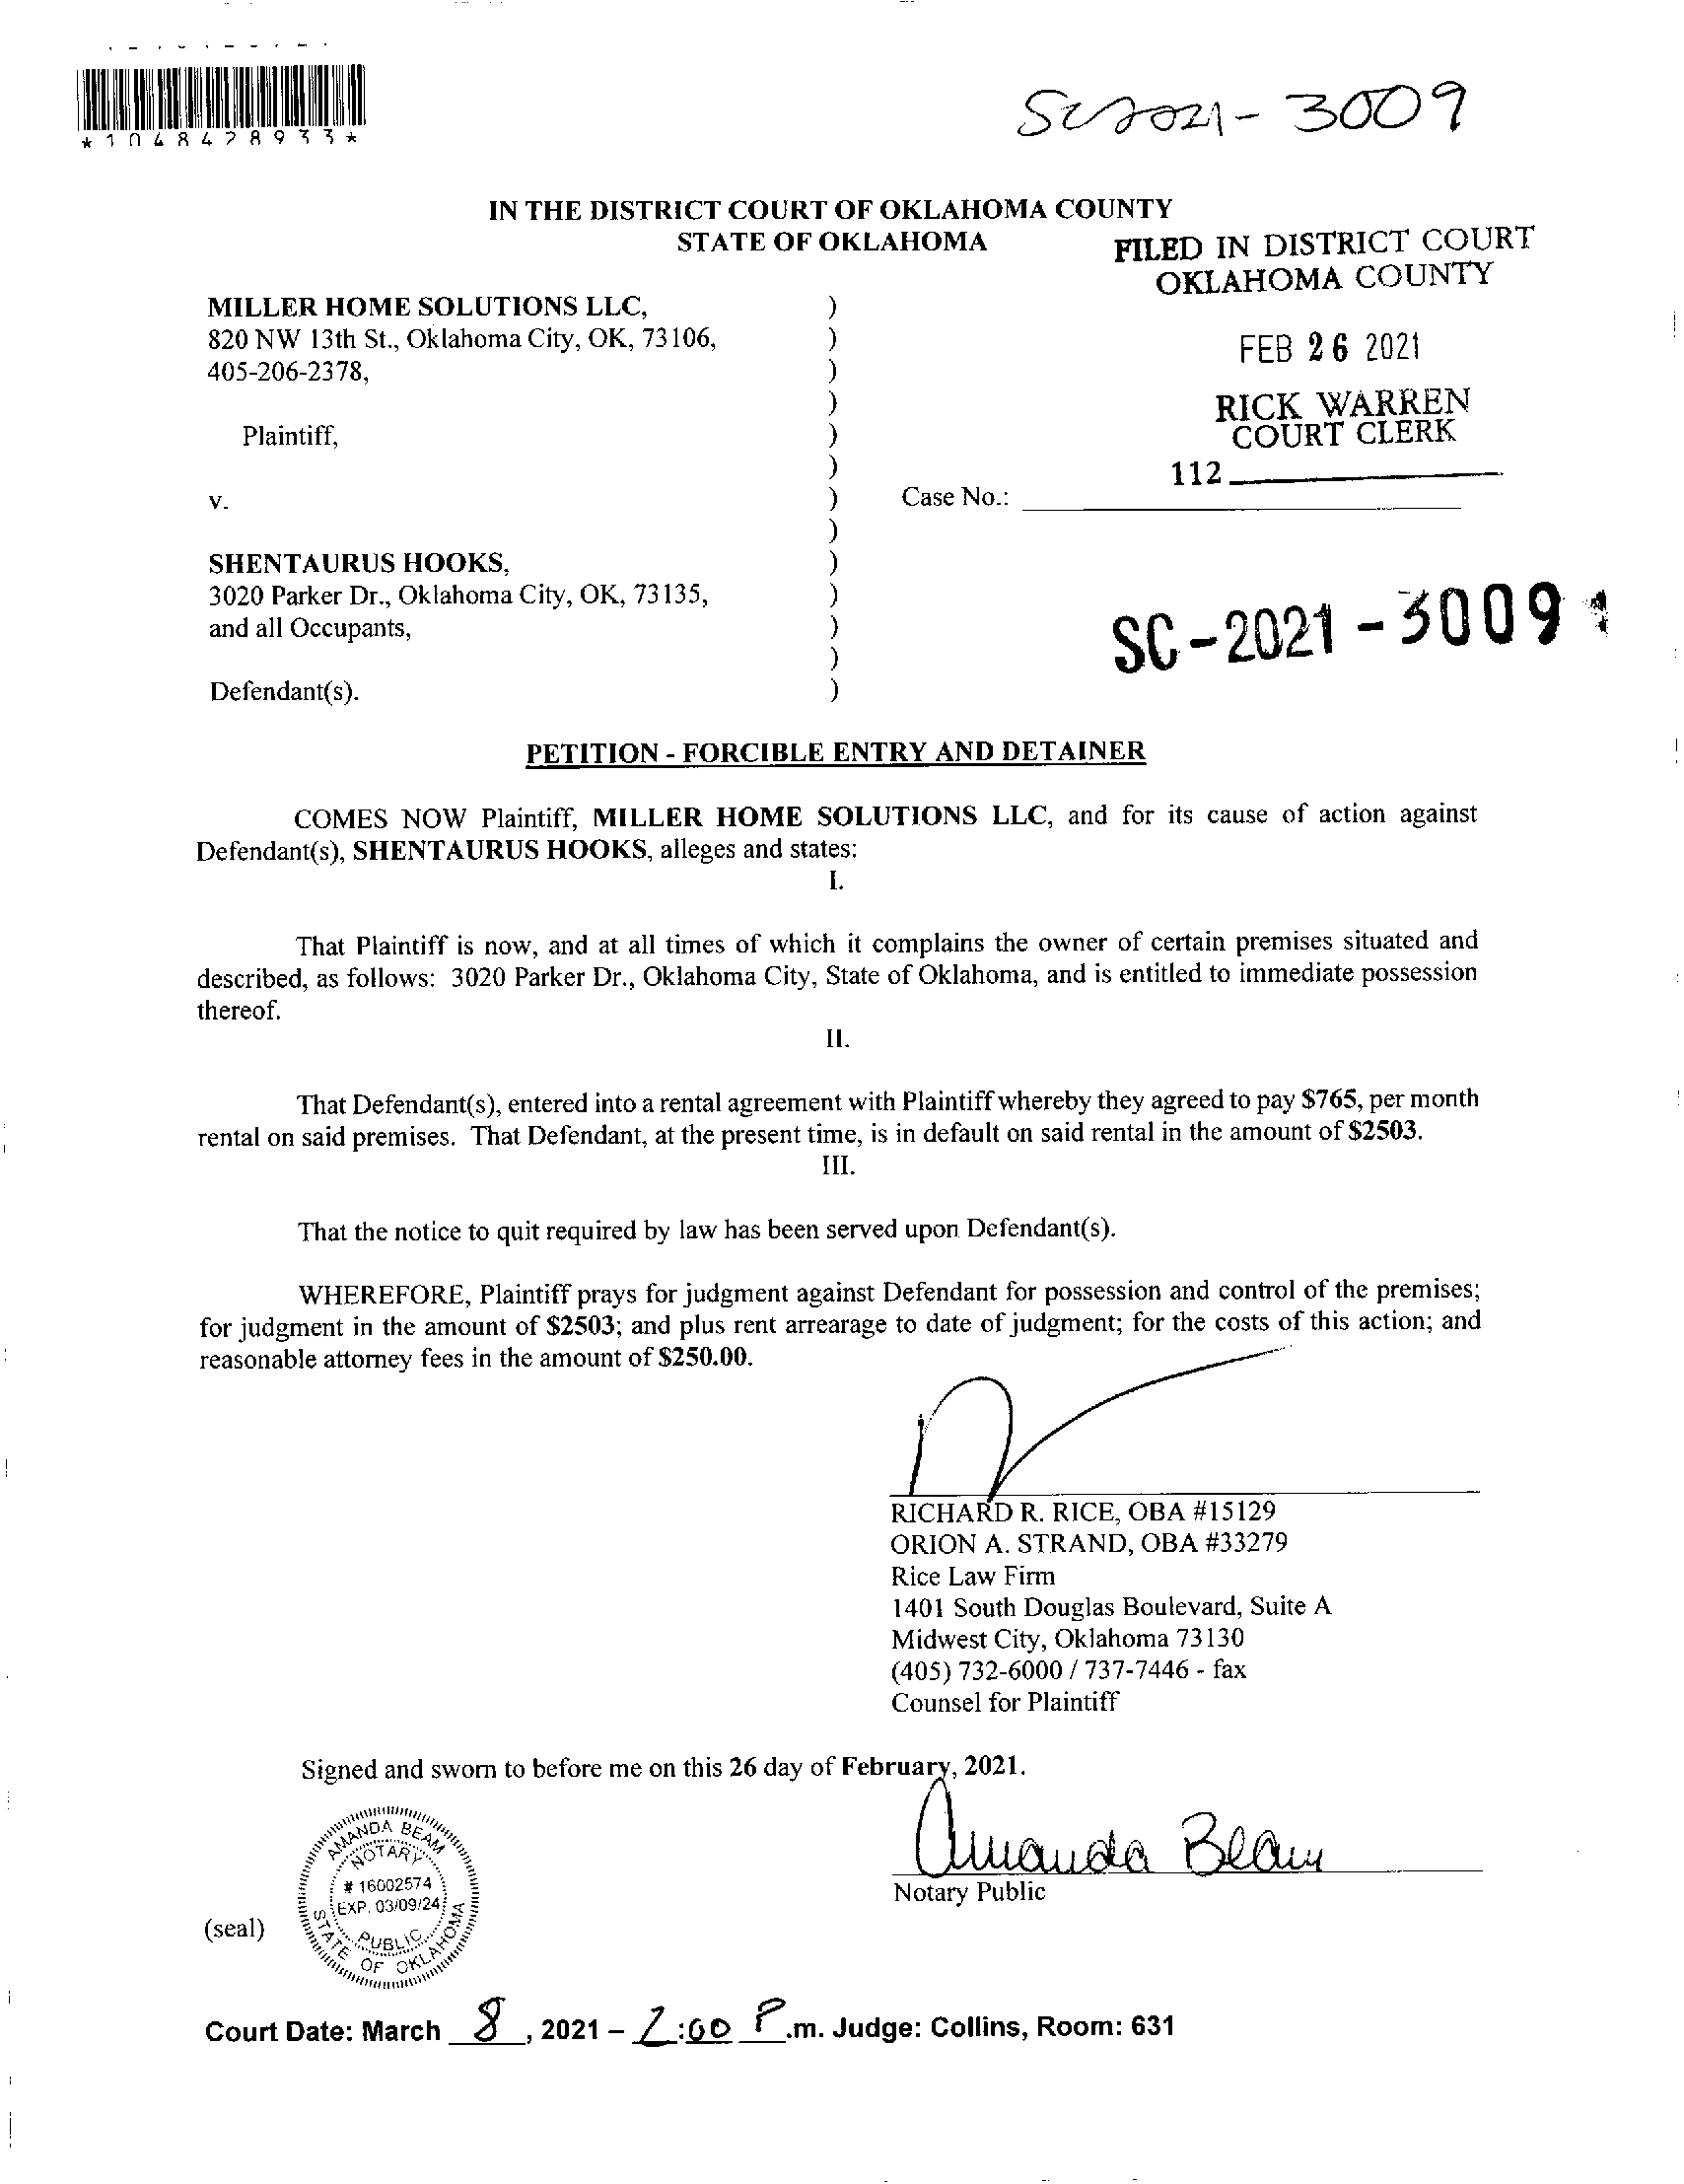 *1048428933*
SC2021-3009
IN THE DISTRICT COURT OF OKLAHOMA COUNTY
STATE OF OKLAHOMA
FILED IN DISTRICT COURT
OKLAHOMA COUNTY
FEB 26 2021
RICK WARREN
COURT CLERK
112
MILLER HOME SOLUTIONS LLC, )
820 NW 13th St., Oklahoma City, OK, 73106, )
405-206-2378, )
)
Plaintiff, )
)
v. ) Case No.:
)
SHENTAURUS HOOKS, )
3020 Parker Dr., Oklahoma City, OK, 73135, )
and all Occupants, )
)
Defendant(s). )
SC-2021-3009
PETITION - FORCIBLE ENTRY AND DETAINER
COMES NOW Plaintiff, MILLER HOME SOLUTIONS LLC, and for its cause of action against
Defendant(s), SHENTAURUS HOOKS, alleges and states:
I.
That Plaintiff is now, and at all times of which it complains the owner of certain premises situated and
described, as follows: 3020 Parker Dr., Oklahoma City, State of Oklahoma, and is entitled to immediate possession
thereof.
II.
That Defendant(s), entered into a rental agreement with Plaintiff whereby they agreed to pay $765, per month
rental on said premises. That Defendant, at the present time, is in default on said rental in the amount of $2503.
III.
That the notice to quit required by law has been served upon Defendant(s).
WHEREFORE, Plaintiff prays for judgment against Defendant for possession and control of the premises;
for judgment in the amount of $2503; and plus rent arrearage to date of judgment; for the costs of this action; and
reasonable attorney fees in the amount of $250.00.
RICHARD R. RICE, OBA #15129
ORION A. STRAND, OBA #33279
Rice Law Firm
1401 South Douglas Boulevard, Suite A
Midwest City, Oklahoma 73130
(405) 732-6000 / 737-7446 - fax
Counsel for Plaintiff
Signed and sworn to before me on this 26 day of February, 2021.
Amanda Beam
Notary Public
(seal)
AMANDA BEAM
NOTARY
# 16002574
EXP. 03/09/24
PUBLIC
STATE OF OKLAHOMA
Court Date: March 8, 2021 – 2:00 P.m. Judge: Collins, Room: 631